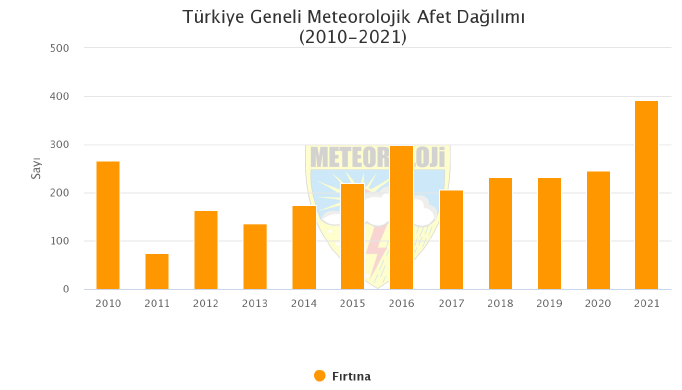 Türkiye Geneli Meteorolojik Afet Dağılımı
(2010-2021)
500
400
300
200
100
0
Sayı
METEOROLOJİ
2010 2011 2012 2013 2014 2015 2016 2017 2018 2019 2020 2021
Fırtına